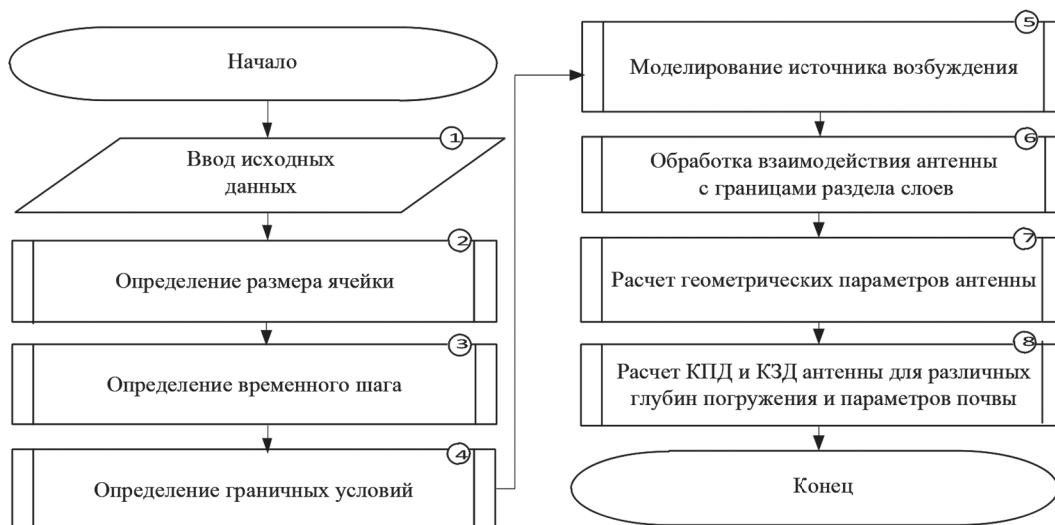 Начало
1
Ввод исходных
данных
2
Определение размера ячейки
3
Определение временного шага
4
Определение граничных условий
5
Моделирование источника возбуждения
6
Обработка взаимодействия антенны
с границами раздела слоев
7
Расчет геометрических параметров антенны
8
Расчет КПД и КЗД антенны для различных
глубин погружения и параметров почвы
Конец